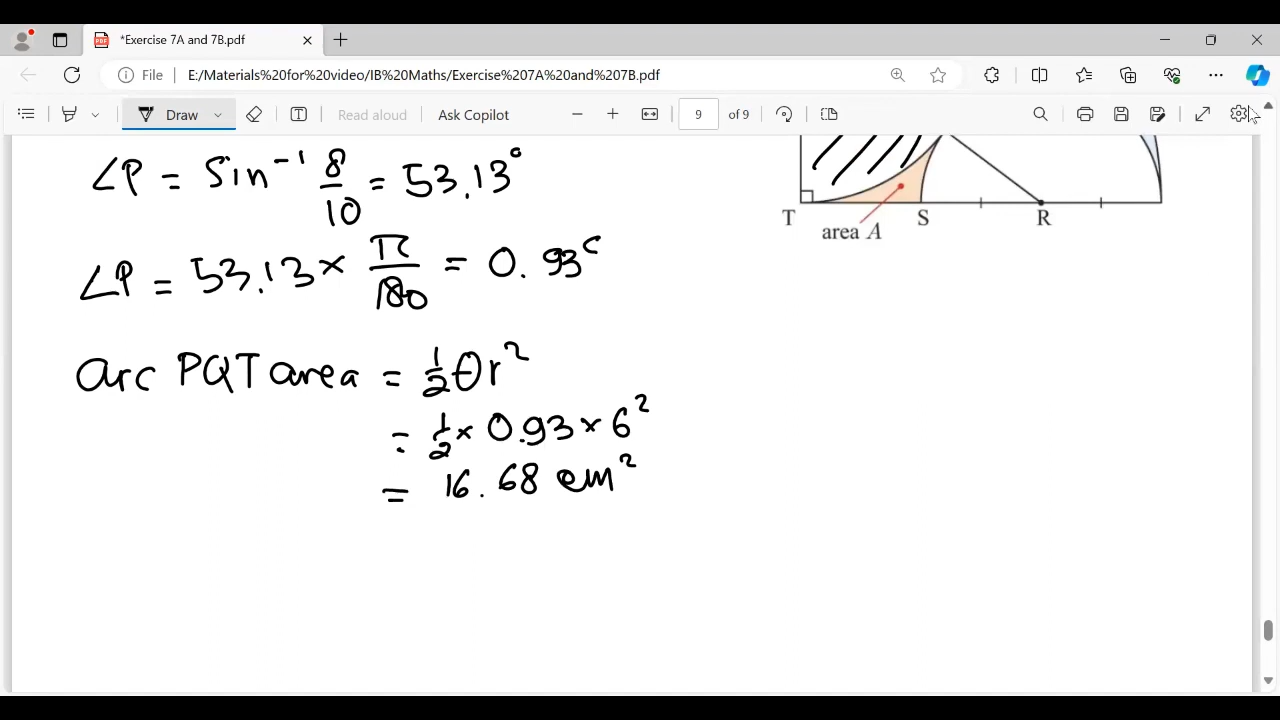 *Exercise 7A and 7B.pdf
File E:/Materials%20for%20video/IB%20Maths/Exercise%207A%20and%207B.pdf
Draw Read aloud Ask Copilot 9 of 9
∠P = Sin⁻¹ 8/10 = 53.13°
∠P = 53.13 × π/180 = 0.93ᶜ
T S R
area A
arc PQT area = 1/2 θr²
= 1/2 × 0.93 × 6²
= 16.68 cm²